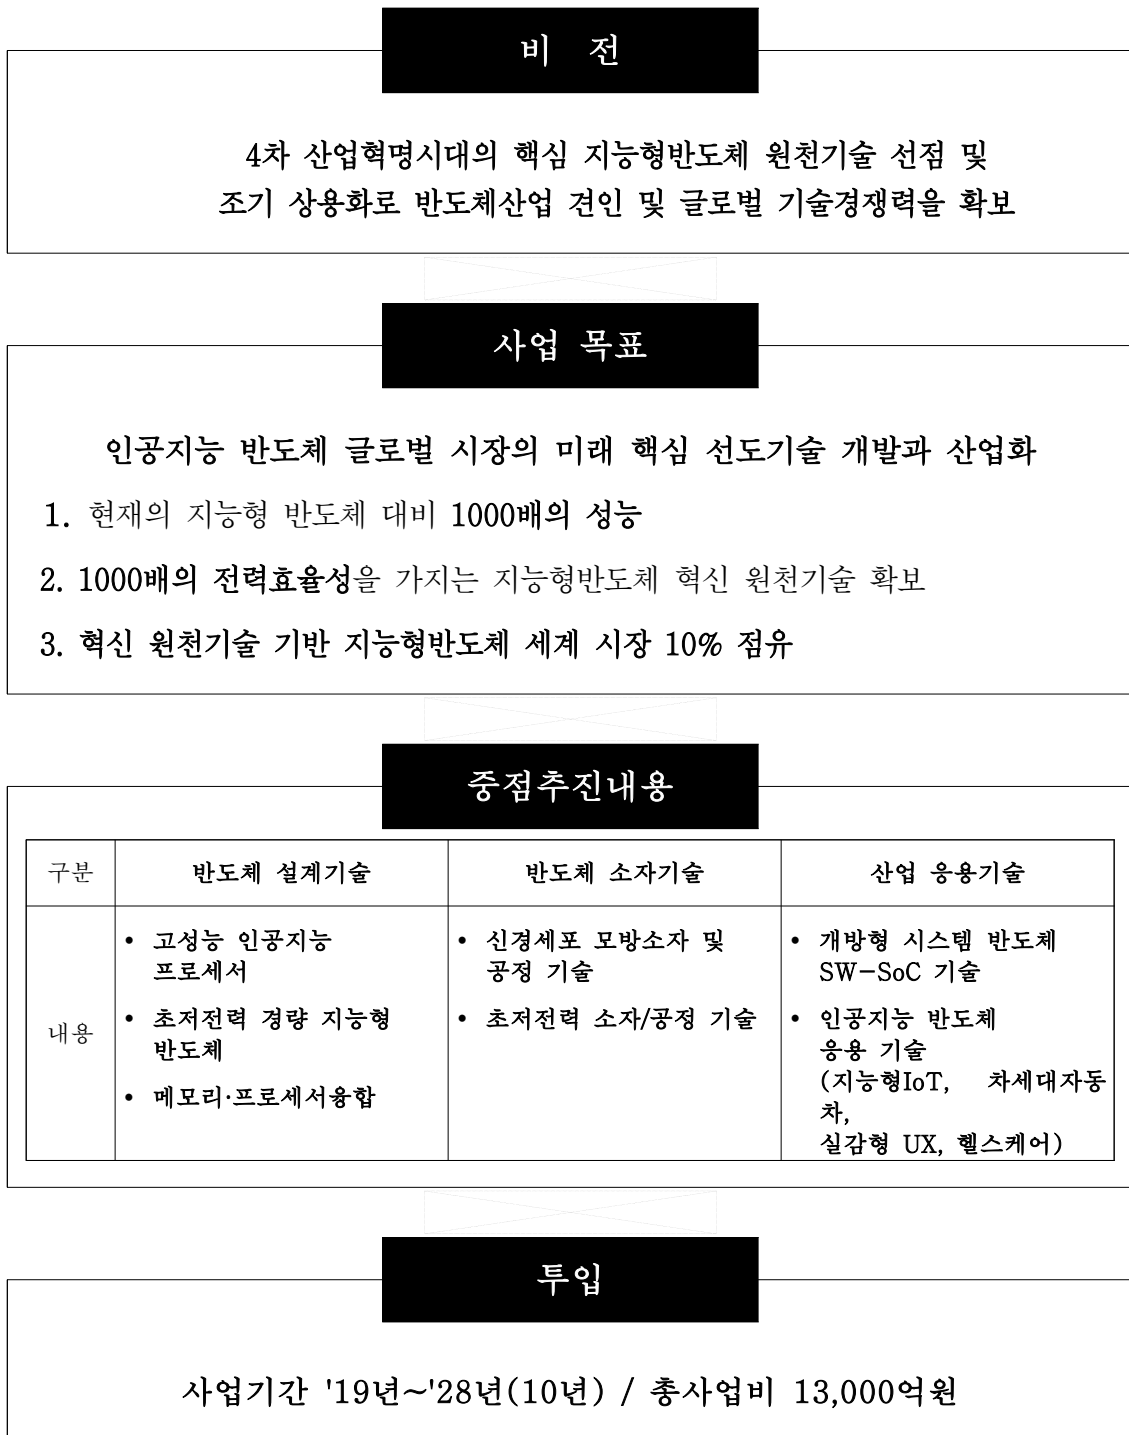 비 전
4차 산업혁명시대의 핵심 지능형반도체 원천기술 선점 및
조기 상용화로 반도체산업 견인 및 글로벌 기술경쟁력을 확보
사업 목표
인공지능 반도체 글로벌 시장의 미래 핵심 선도기술 개발과 산업화
1. 현재의 지능형 반도체 대비 1000배의 성능
2. 1000배의 전력효율성을 가지는 지능형반도체 혁신 원천기술 확보
3. 혁신 원천기술 기반 지능형반도체 세계 시장 10% 점유
중점추진내용
구분
반도체 설계기술
반도체 소자기술
산업 응용기술
내용
• 고성능 인공지능
프로세서
• 초저전력 경량 지능형
반도체
• 메모리·프로세서융합
• 신경세포 모방소자 및
공정 기술
• 초저전력 소자/공정 기술
• 개방형 시스템 반도체
SW-SoC 기술
• 인공지능 반도체
응용 기술
(지능형IoT, 차세대자동
차,
실감형 UX, 헬스케어)
투입
사업기간 '19년~'28년(10년) / 총사업비 13,000억원